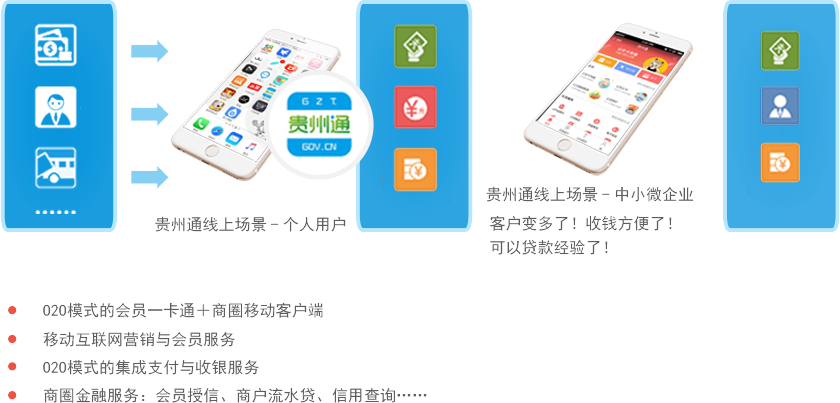 G Z T.
贵州通
GOV.CN
贵州通线上场景－个人用户
贵州通线上场景－中小微企业
客户变多了！收钱方便了！
可以贷款经验了！
020模式的会员一卡通＋商圈移动客户端
移动互联网营销与会员服务
020模式的集成支付与收银服务
商圈金融服务：会员授信、商户流水贷、信用查询……